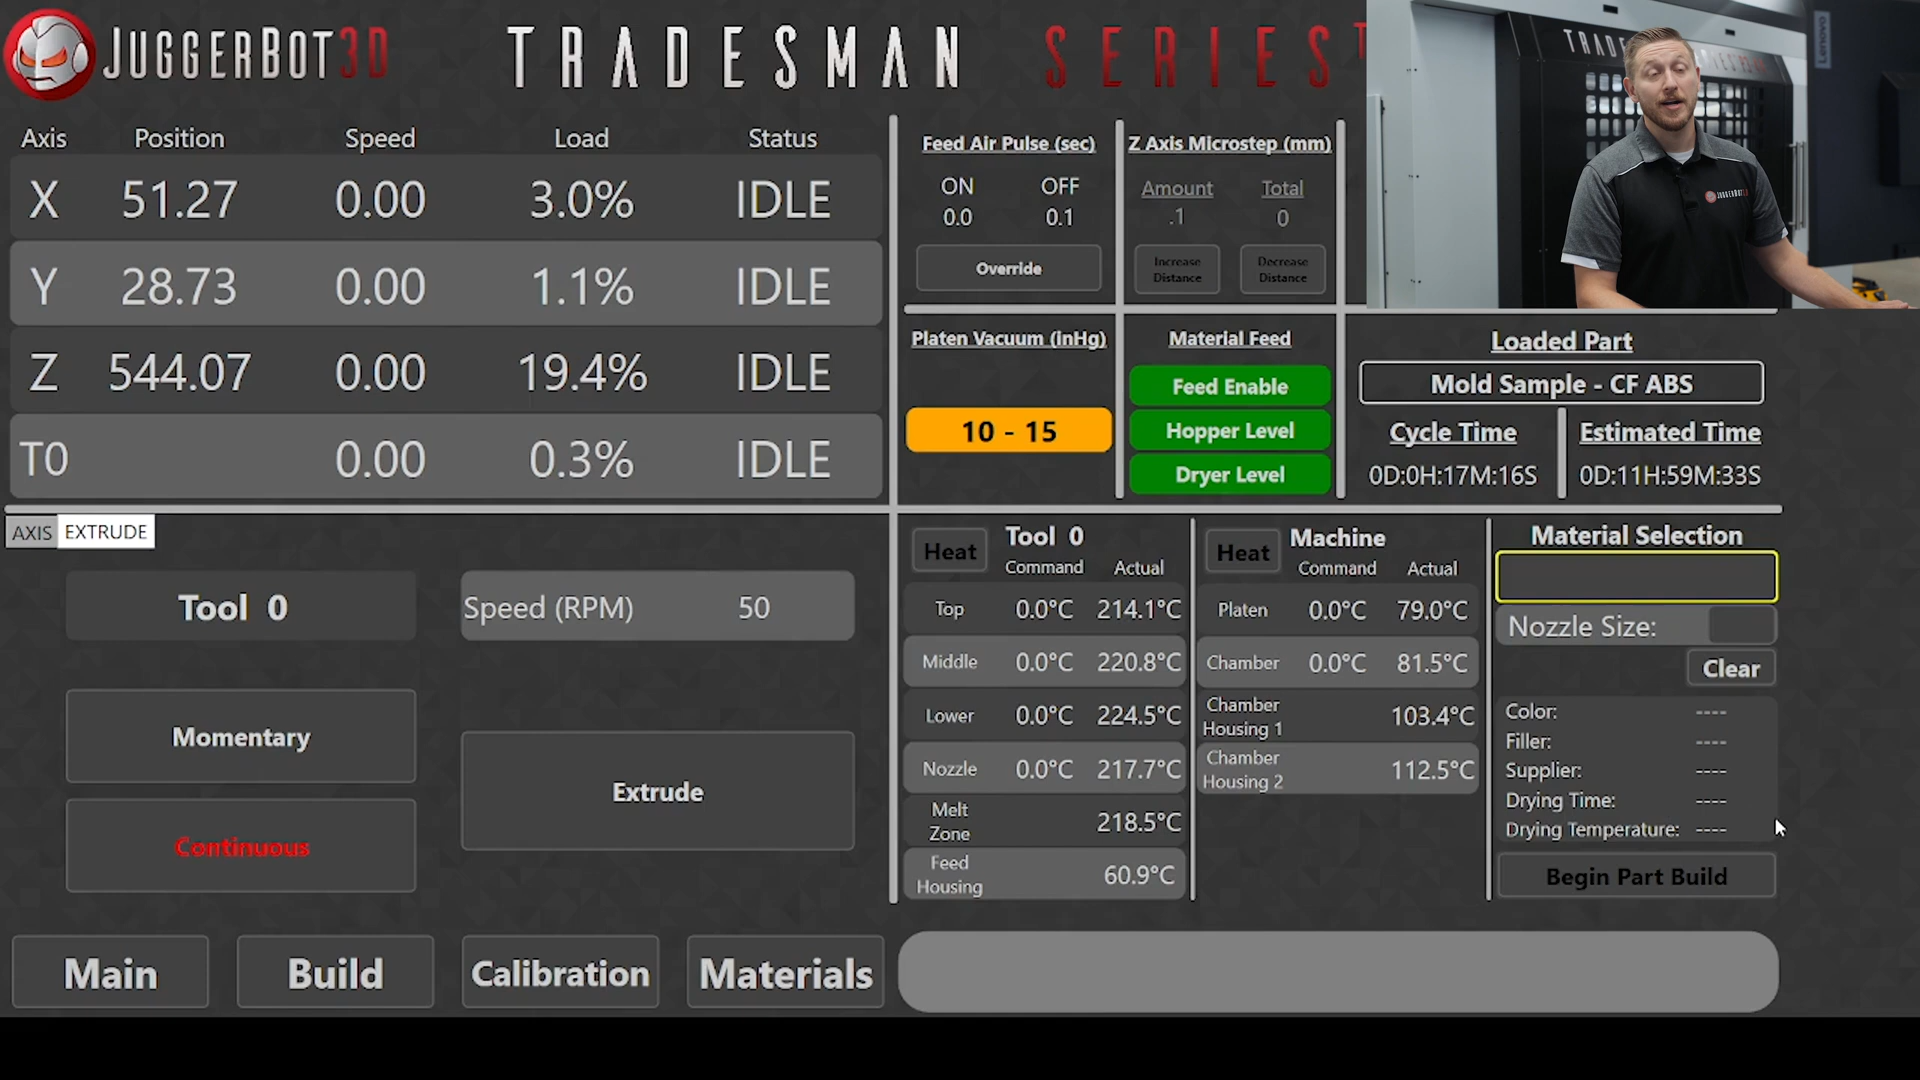 JUGGERBOT3D
TRADESMAN SERIES
Axis Position Speed Load Status
X 51.27 0.00 3.0% IDLE
Y 28.73 0.00 1.1% IDLE
Z 544.07 0.00 19.4% IDLE
T0 0.00 0.3% IDLE
Feed Air Pulse (sec)
ON OFF
0.0 0.1
Override
Z Axis Microstep (mm)
Amount Total
.1 0
Increase Distance
Decrease Distance
Platen Vacuum (inHg)
10 - 15
Material Feed
Feed Enable
Hopper Level
Dryer Level
Lenovo
JUGGERBOT3D
Loaded Part
Mold Sample - CF ABS
Cycle Time Estimated Time
0D:0H:17M:16S 0D:11H:59M:33S
AXIS EXTRUDE
Tool 0
Speed (RPM) 50
Momentary
Continuous
Extrude
Heat Tool 0
Command Actual
Top 0.0°C 214.1°C
Middle 0.0°C 220.8°C
Lower 0.0°C 224.5°C
Nozzle 0.0°C 217.7°C
Melt Zone 218.5°C
Feed Housing 60.9°C
Heat Machine
Command Actual
Platen 0.0°C 79.0°C
Chamber 0.0°C 81.5°C
Chamber Housing 1 103.4°C
Chamber Housing 2 112.5°C
Material Selection
Nozzle Size:
Clear
Color: ----
Filler: ----
Supplier: ----
Drying Time: ----
Drying Temperature: ----
Begin Part Build
Main Build Calibration Materials